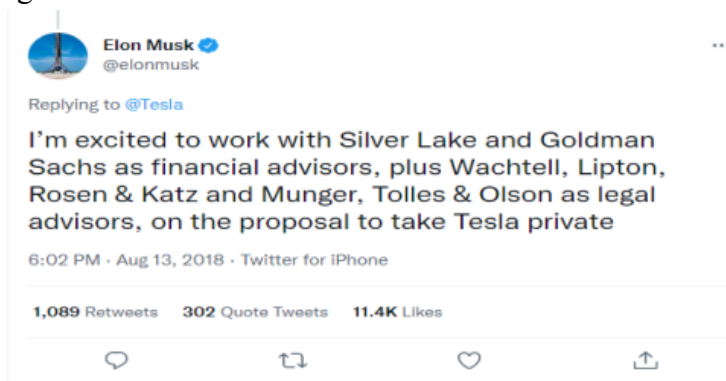 Elon Musk
@elonmusk
Replying to @Tesla
I'm excited to work with Silver Lake and Goldman
Sachs as financial advisors, plus Wachtell, Lipton,
Rosen & Katz and Munger, Tolles & Olson as legal
advisors, on the proposal to take Tesla private
6:02 PM · Aug 13, 2018 · Twitter for iPhone
1,089 Retweets 302 Quote Tweets 11.4K Likes